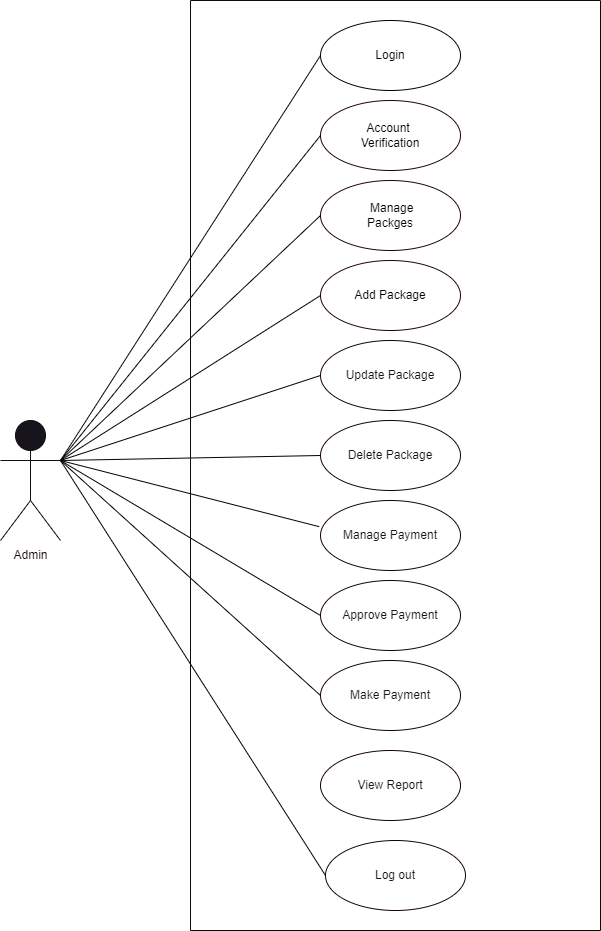 Login
Account
Verification
Manage
Packges
Add Package
Update Package
Delete Package
Manage Payment
Approve Payment
Make Payment
View Report
Log out
Admin